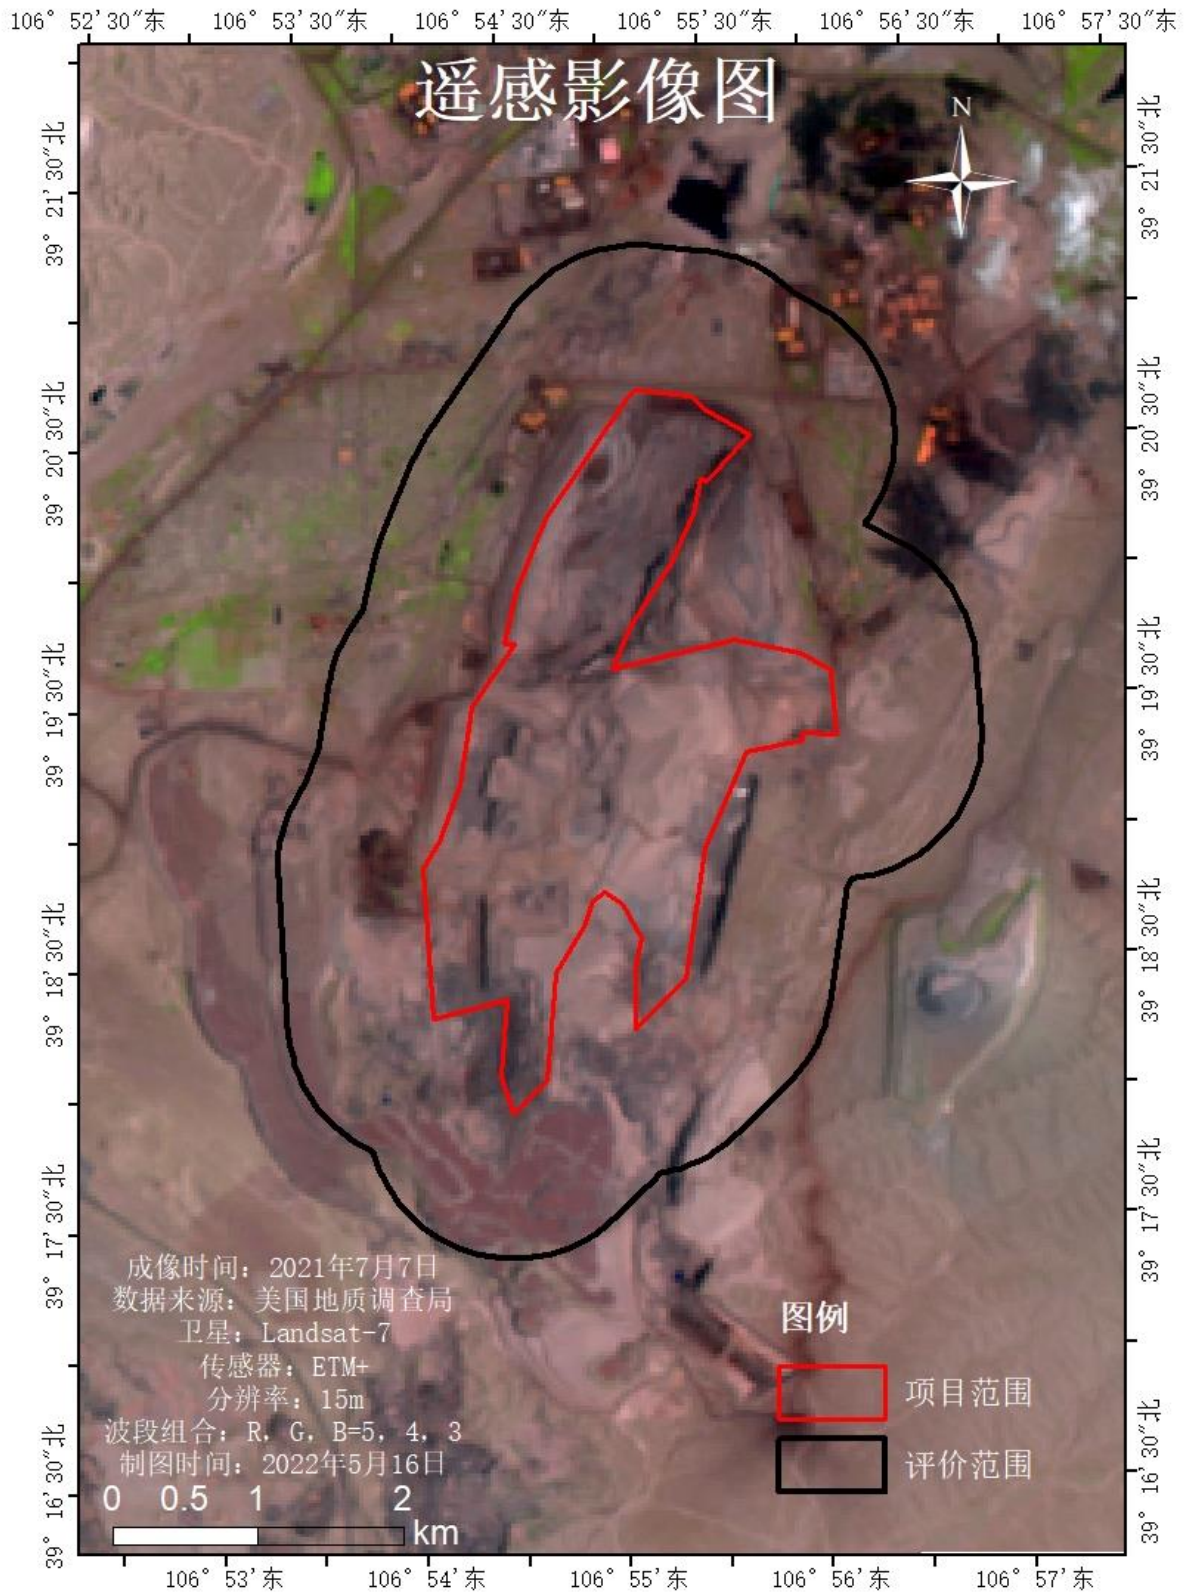 106° 52′30″东 106° 53′30″东 106° 54′30″东 106° 55′30″东 106° 56′30″东 106° 57′30″东
遥感影像图
N
39° 21′30″北
39° 20′30″北
39° 19′30″北
39° 18′30″北
39° 17′30″北
39° 16′30″北
39° 21′30″北
39° 20′30″北
39° 19′30″北
39° 18′30″北
39° 17′30″北
39° 16′30″北
成像时间：2021年7月7日
数据来源：美国地质调查局
卫星：Landsat-7
传感器：ETM+
分辨率：15m
波段组合：R，G，B=5，4，3
制图时间：2022年5月16日
0 0.5 1 2
km
图例
项目范围
评价范围
106° 53′东 106° 54′东 106° 55′东 106° 56′东 106° 57′东